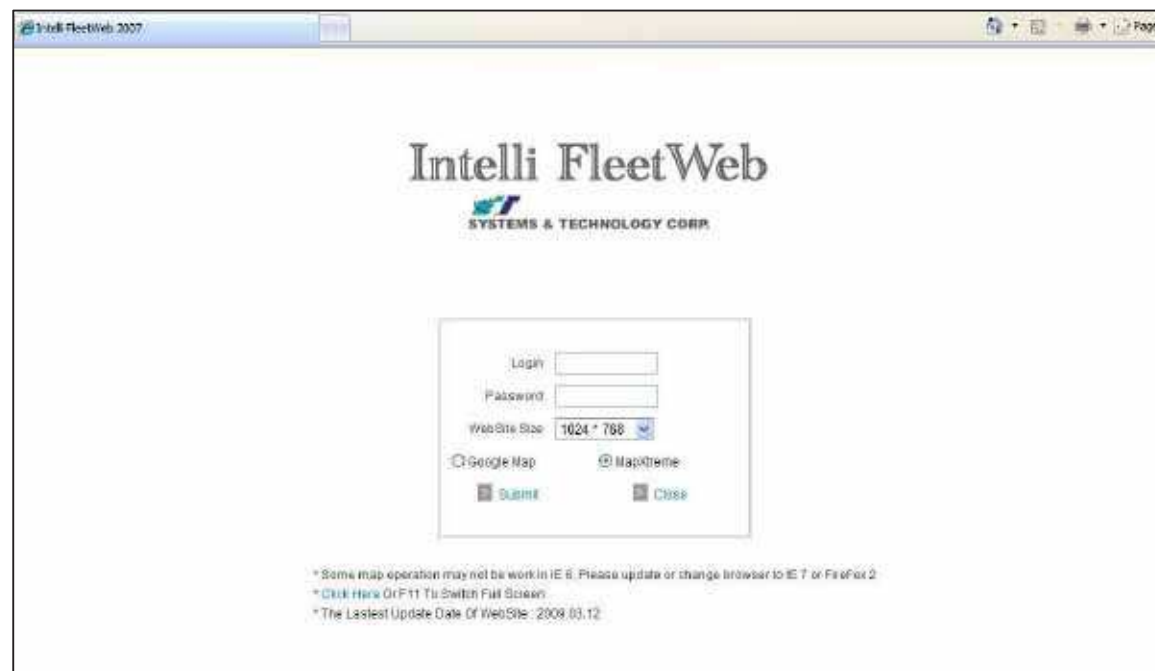 Intelli FleetWeb 2007
Page
Intelli FleetWeb
SYSTEMS & TECHNOLOGY CORP.
Login
Password
WebSite Size 1024 * 768
Google Map MapXtreme
Submit Close
* Some map operation may not be work in IE 6. Please update or change browser to IE 7 or FireFox 2
* Click Here Or F11 To Switch Full Screen
* The Lastest Update Date Of WebSite : 2009.03.12